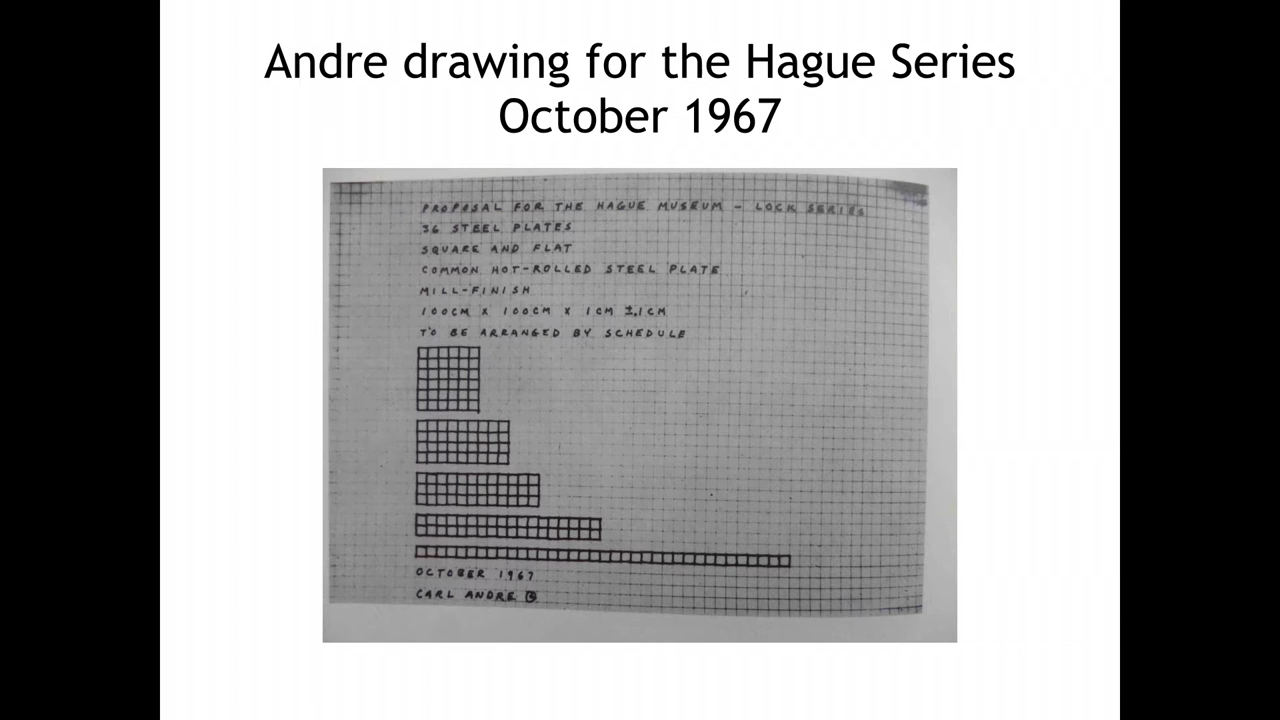 Andre drawing for the Hague Series
October 1967
PROPOSAL FOR THE HAGUE MUSEUM – LOCK SERIES
36 STEEL PLATES
SQUARE AND FLAT
COMMON HOT-ROLLED STEEL PLATE
MILL-FINISH
100CM X 100CM X 1CM ±.1CM
TO BE ARRANGED BY SCHEDULE
OCTOBER 1967
CARL ANDRE @